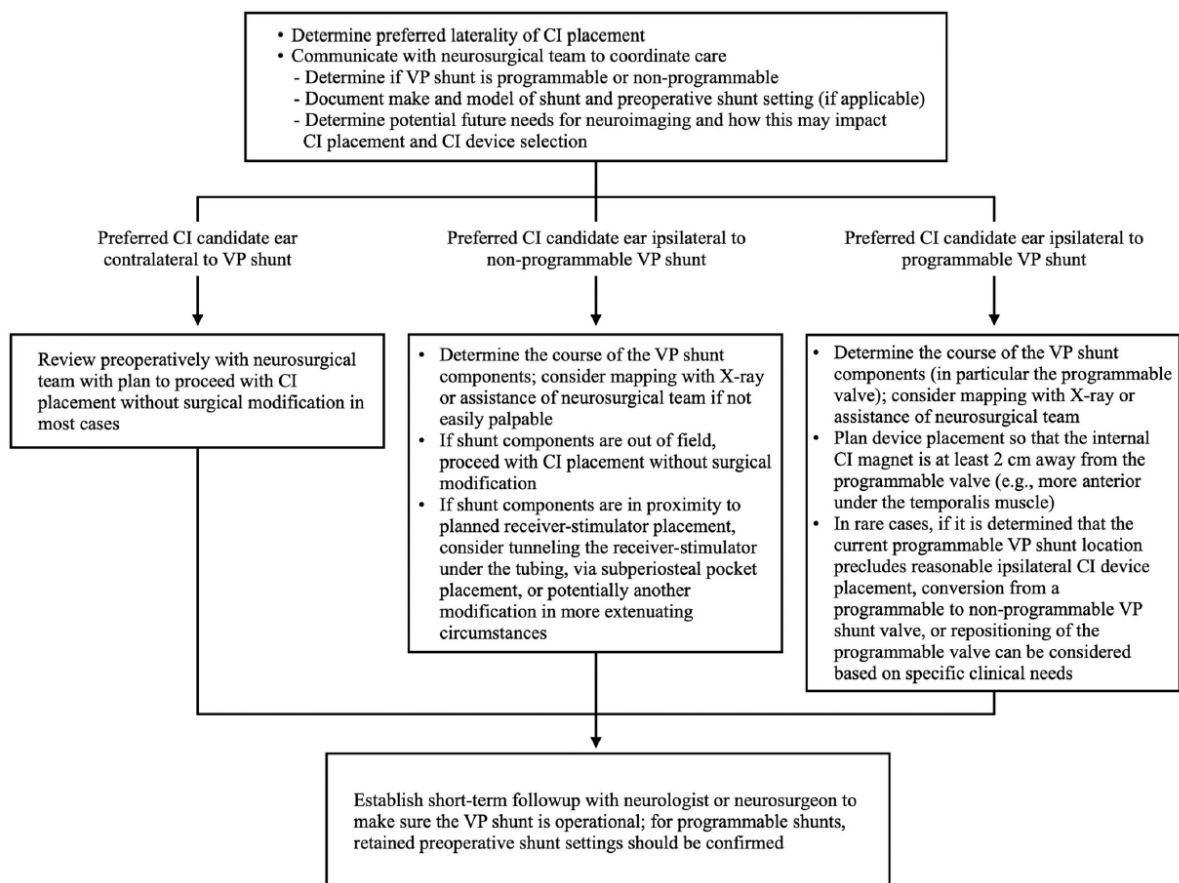 • Determine preferred laterality of CI placement
• Communicate with neurosurgical team to coordinate care
- Determine if VP shunt is programmable or non-programmable
- Document make and model of shunt and preoperative shunt setting (if applicable)
- Determine potential future needs for neuroimaging and how this may impact
CI placement and CI device selection
Preferred CI candidate ear
contralateral to VP shunt
Preferred CI candidate ear ipsilateral to
non-programmable VP shunt
Preferred CI candidate ear ipsilateral to
programmable VP shunt
Review preoperatively with neurosurgical
team with plan to proceed with CI
placement without surgical modification in
most cases
• Determine the course of the VP shunt
components; consider mapping with X-ray
or assistance of neurosurgical team if not
easily palpable
• If shunt components are out of field,
proceed with CI placement without surgical
modification
• If shunt components are in proximity to
planned receiver-stimulator placement,
consider tunneling the receiver-stimulator
under the tubing, via subperiosteal pocket
placement, or potentially another
modification in more extenuating
circumstances
• Determine the course of the VP shunt
components (in particular the programmable
valve); consider mapping with X-ray or
assistance of neurosurgical team
• Plan device placement so that the internal
CI magnet is at least 2 cm away from the
programmable valve (e.g., more anterior
under the temporalis muscle)
• In rare cases, if it is determined that the
current programmable VP shunt location
precludes reasonable ipsilateral CI device
placement, conversion from a
programmable to non-programmable VP
shunt valve, or repositioning of the
programmable valve can be considered
based on specific clinical needs
Establish short-term followup with neurologist or neurosurgeon to
make sure the VP shunt is operational; for programmable shunts,
retained preoperative shunt settings should be confirmed